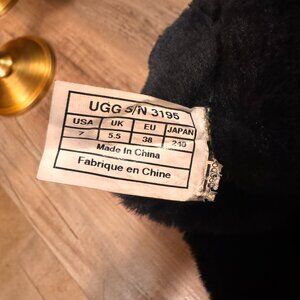 UGG S/N 3195
USA UK EU JAPAN
7 5.5 38 240
Made in China
Fabrique en Chine